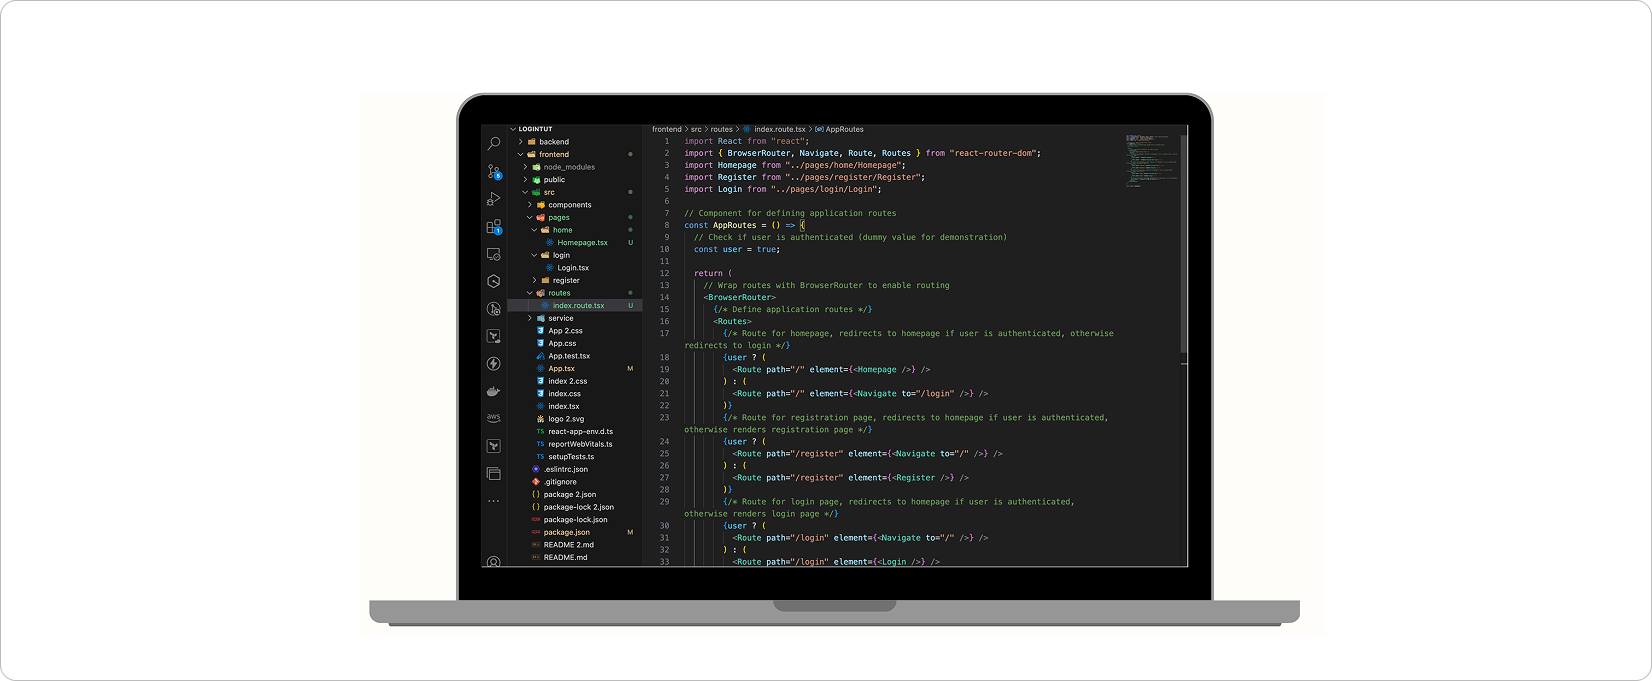 LOGINTUT
backend
frontend
node_modules
public
src
components
pages
home
Homepage.tsx U
login
Login.tsx
register
routes
index.route.tsx U
service
App 2.css
App.css
App.test.tsx
App.tsx M
index 2.css
index.css
index.tsx
logo 2.svg
TS react-app-env.d.ts
TS reportWebVitals.ts
TS setupTests.ts
.eslintrc.json
.gitignore
{} package 2.json
{} package-lock 2.json
package-lock.json
package.json M
README 2.md
README.md
5
1
aws
frontend > src > routes > index.route.tsx > AppRoutes
1 import React from "react";
2 import { BrowserRouter, Navigate, Route, Routes } from "react-router-dom";
3 import Homepage from "../pages/home/Homepage";
4 import Register from "../pages/register/Register";
5 import Login from "../pages/login/Login";
6
7 // Component for defining application routes
8 const AppRoutes = () => {
9 // Check if user is authenticated (dummy value for demonstration)
10 const user = true;
11
12 return (
13 // Wrap routes with BrowserRouter to enable routing
14 <BrowserRouter>
15 {/* Define application routes */}
16 <Routes>
17 {/* Route for homepage, redirects to homepage if user is authenticated, otherwise
redirects to login */}
18 {user ? (
19 <Route path="/" element={<Homepage />} />
20 ) : (
21 <Route path="/" element={<Navigate to="/login" />} />
22 )}
23 {/* Route for registration page, redirects to homepage if user is authenticated,
otherwise renders registration page */}
24 {user ? (
25 <Route path="/register" element={<Navigate to="/" />} />
26 ) : (
27 <Route path="/register" element={<Register />} />
28 )}
29 {/* Route for login page, redirects to homepage if user is authenticated,
otherwise renders login page */}
30 {user ? (
31 <Route path="/login" element={<Navigate to="/" />} />
32 ) : (
33 <Route path="/login" element={<Login />} />